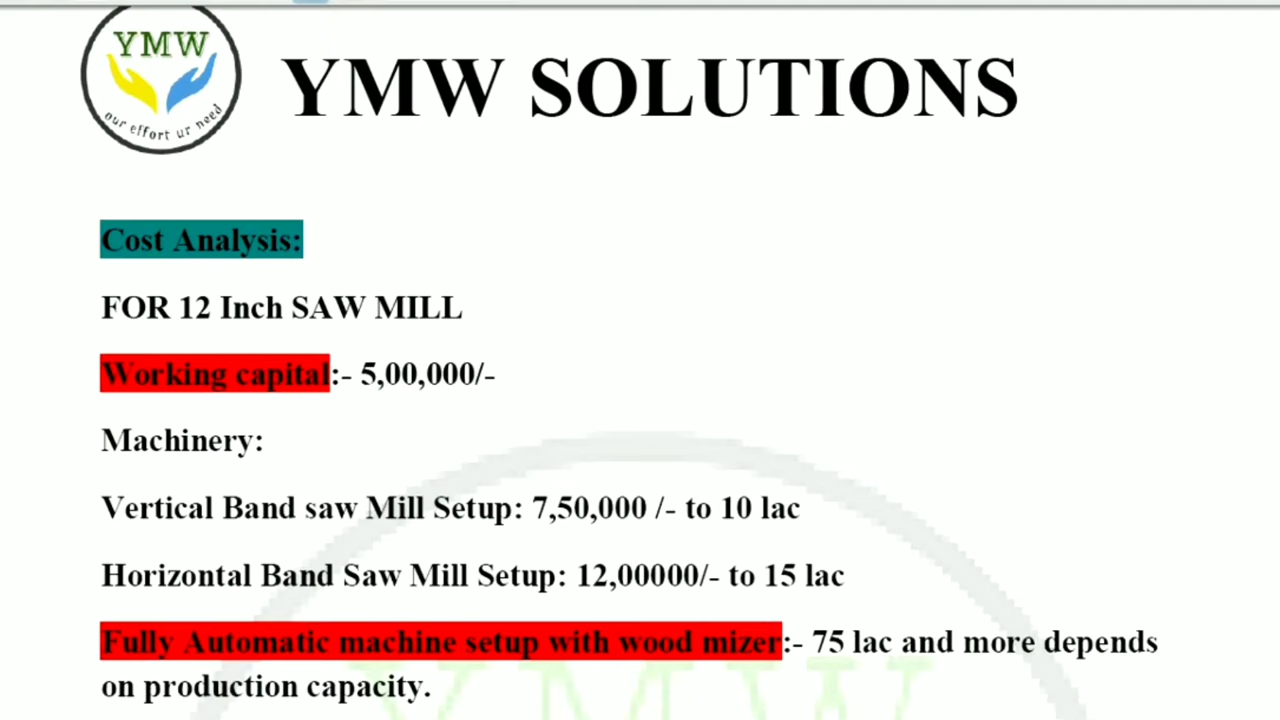 YMW
our effort ur need
YMW SOLUTIONS
Cost Analysis:
FOR 12 Inch SAW MILL
Working capital:- 5,00,000/-
Machinery:
Vertical Band saw Mill Setup: 7,50,000 /- to 10 lac
Horizontal Band Saw Mill Setup: 12,00000/- to 15 lac
Fully Automatic machine setup with wood mizer:- 75 lac and more depends
on production capacity.
YMW